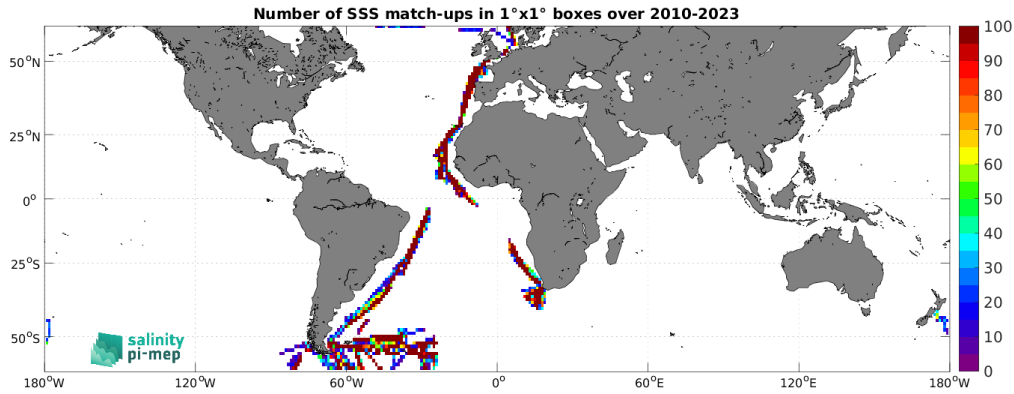 Number of SSS match-ups in 1°x1° boxes over 2010-2023
50°N
25°N
0°
25°S
50°S
180°W
120°W
60°W
0°
60°E
120°E
180°W
100
90
80
70
60
50
40
30
20
10
0
salinity
pi-mep